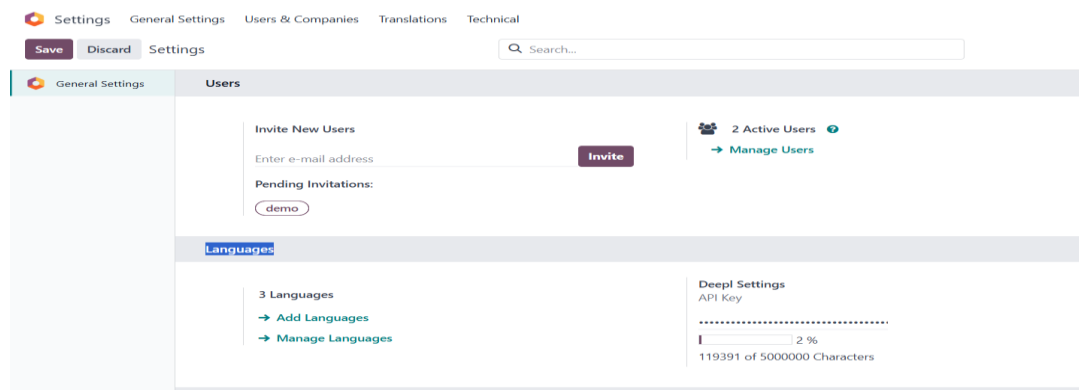 Settings General Settings Users & Companies Translations Technical
Save Discard Settings Search...
General Settings
Users
Invite New Users
2 Active Users ?
Enter e-mail address Invite
→ Manage Users
Pending Invitations:
demo
Languages
3 Languages
→ Add Languages
→ Manage Languages
Deepl Settings
API Key
2 %
119391 of 5000000 Characters